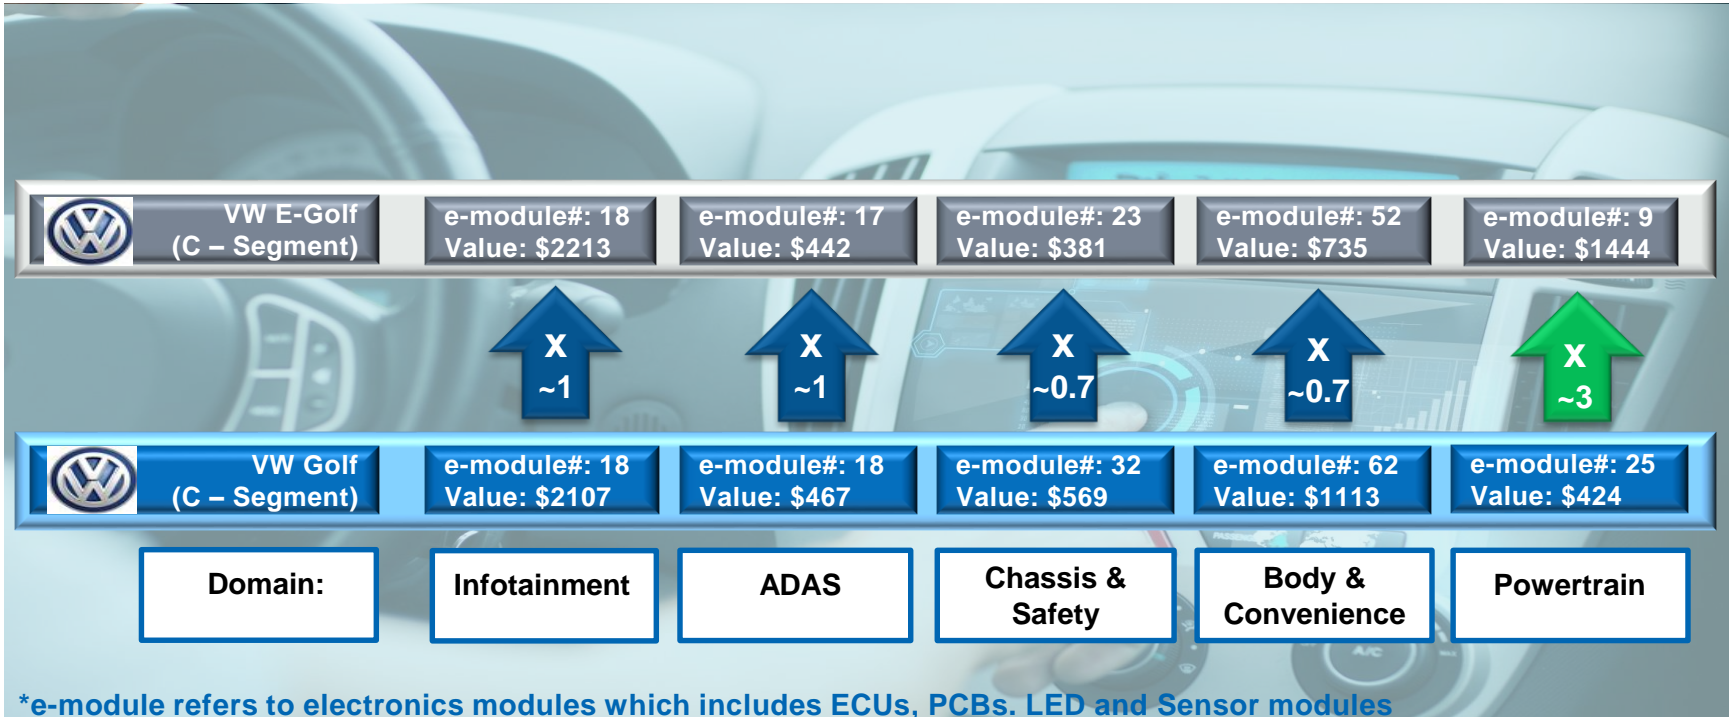 VW E-Golf
(C – Segment)
e-module#: 18
Value: $2213
e-module#: 17
Value: $442
e-module#: 23
Value: $381
e-module#: 52
Value: $735
e-module#: 9
Value: $1444
X
~1
X
~1
X
~0.7
X
~0.7
X
~3
VW Golf
(C – Segment)
e-module#: 18
Value: $2107
e-module#: 18
Value: $467
e-module#: 32
Value: $569
e-module#: 62
Value: $1113
e-module#: 25
Value: $424
Domain:
Infotainment
ADAS
Chassis &
Safety
Body &
Convenience
Powertrain
A/C
*e-module refers to electronics modules which includes ECUs, PCBs. LED and Sensor modules